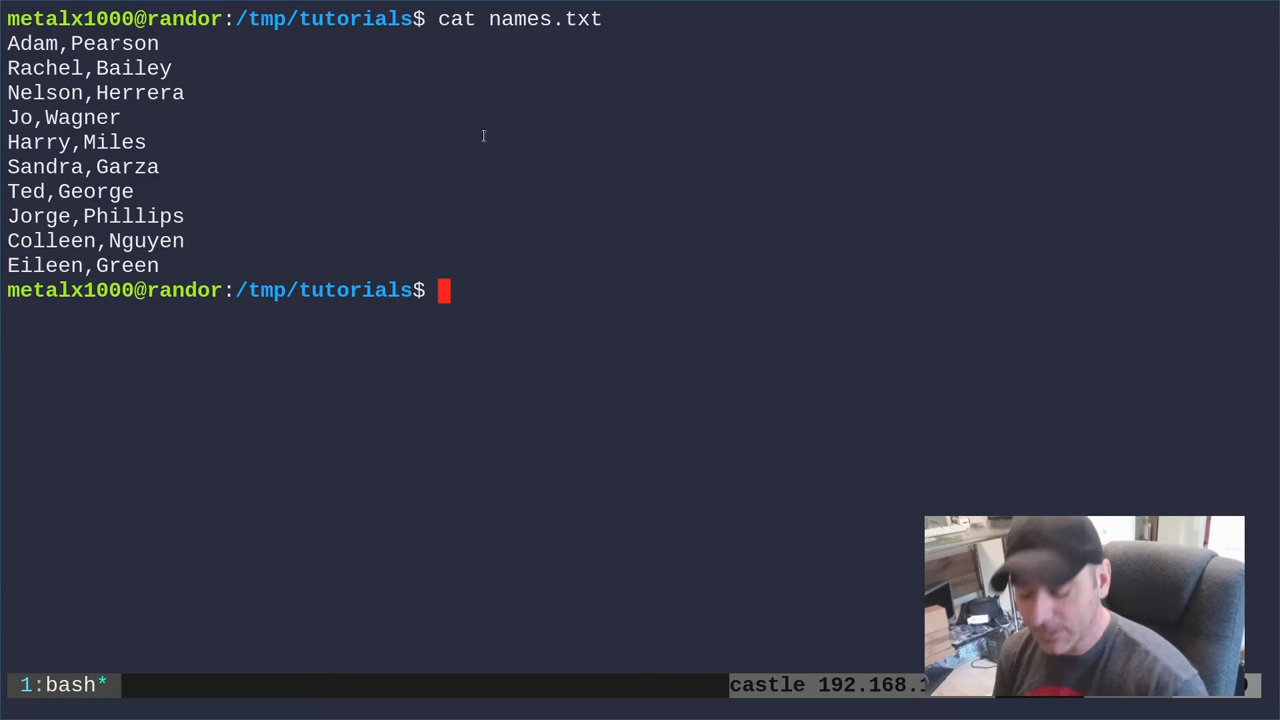 metalx1000@randor:/tmp/tutorials$ cat names.txt
Adam,Pearson
Rachel,Bailey
Nelson,Herrera
Jo,Wagner
Harry,Miles
Sandra,Garza
Ted,George
Jorge,Phillips
Colleen,Nguyen
Eileen,Green
metalx1000@randor:/tmp/tutorials$
1:bash* castle 192.168.1